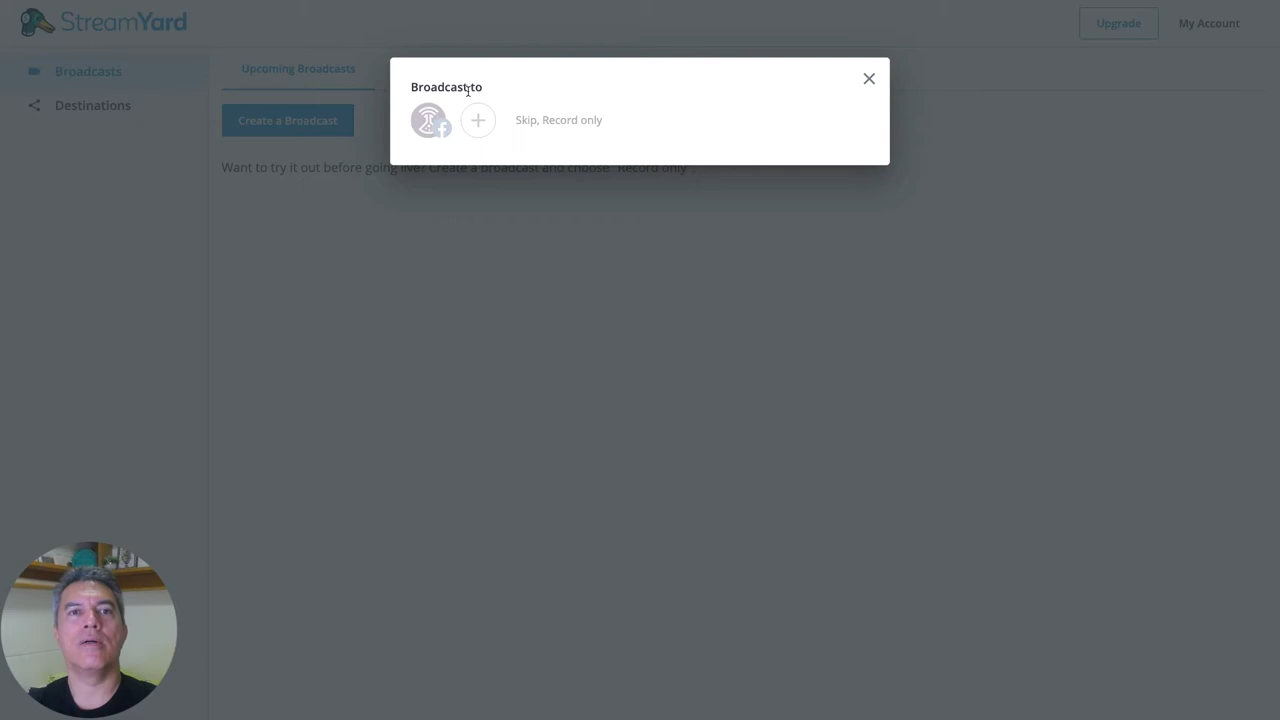 StreamYard
Upgrade
My Account
Broadcasts
Destinations
Upcoming Broadcasts
Create a Broadcast
Want to try it out before going live? Create a broadcast and choose "Record only".
Broadcast to
Skip, Record only